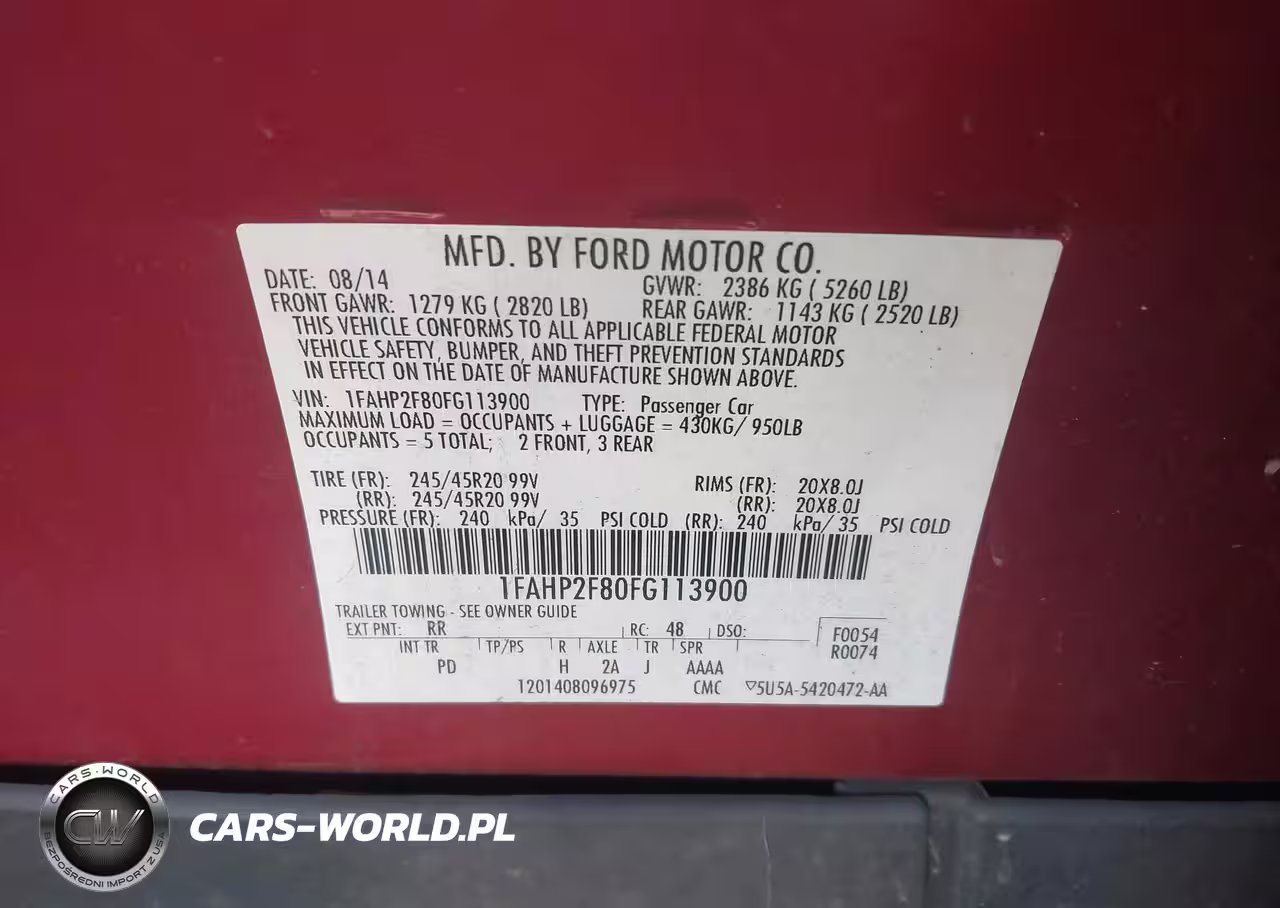 MFD. BY FORD MOTOR CO.
DATE: 08/14 GVWR: 2386 KG ( 5260 LB)
FRONT GAWR: 1279 KG ( 2820 LB) REAR GAWR: 1143 KG ( 2520 LB)
THIS VEHICLE CONFORMS TO ALL APPLICABLE FEDERAL MOTOR
VEHICLE SAFETY, BUMPER, AND THEFT PREVENTION STANDARDS
IN EFFECT ON THE DATE OF MANUFACTURE SHOWN ABOVE.
VIN: 1FAHP2F80FG113900 TYPE: Passenger Car
MAXIMUM LOAD = OCCUPANTS + LUGGAGE = 430KG/ 950LB
OCCUPANTS = 5 TOTAL; 2 FRONT, 3 REAR
TIRE (FR): 245/45R20 99V RIMS (FR): 20X8.0J
(RR): 245/45R20 99V (RR): 20X8.0J
PRESSURE (FR): 240 kPa/ 35 PSI COLD (RR): 240 kPa/ 35 PSI COLD
1FAHP2F80FG113900
TRAILER TOWING - SEE OWNER GUIDE
EXT PNT: RR RC: 48 DSO: F0054
INT TR TP/PS R AXLE TR SPR R0074
PD H 2A J AAAA
1201408096975 CMC ▽5U5A-5420472-AA
CARS-WORLD
CW
BEZPOŚREDNI IMPORT Z USA
CARS-WORLD.PL